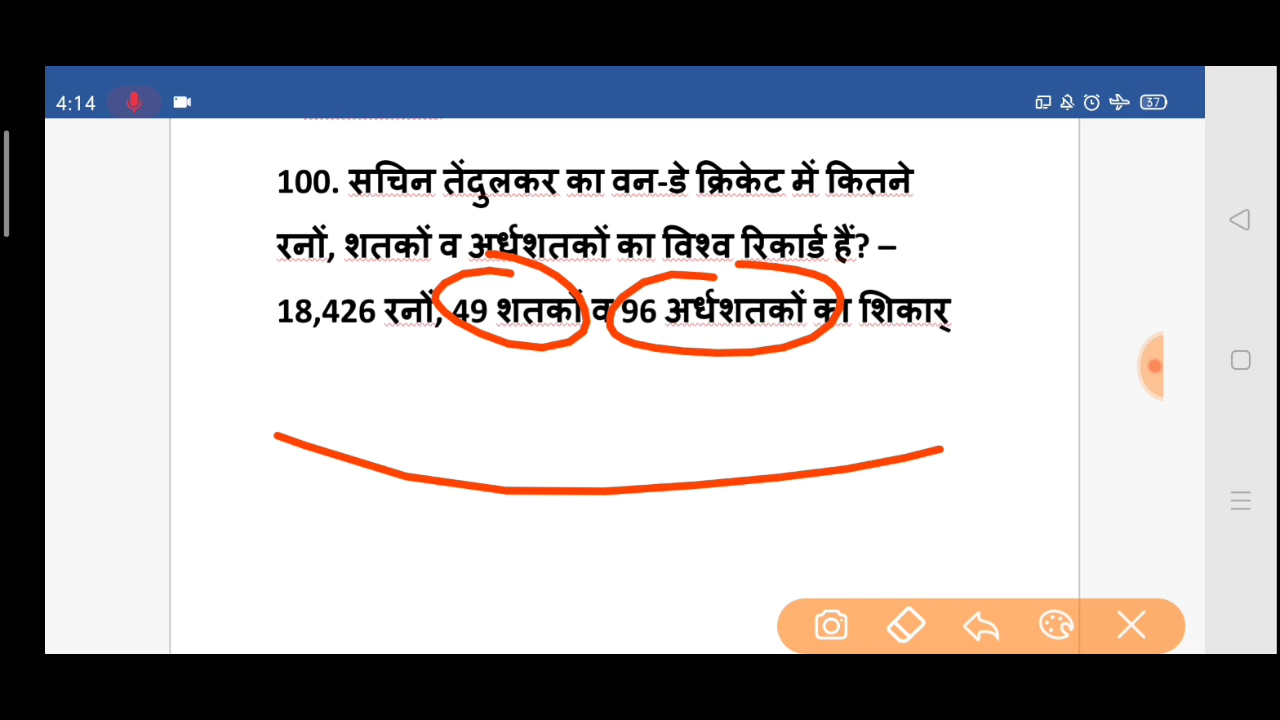 4:14
37
100. सचिन तेंदुलकर का वन-डे क्रिकेट में कितने
रनों, शतकों व अर्धशतकों का विश्व रिकार्ड हैं? –
18,426 रनों, 49 शतकों व 96 अर्धशतकों का शिकार्